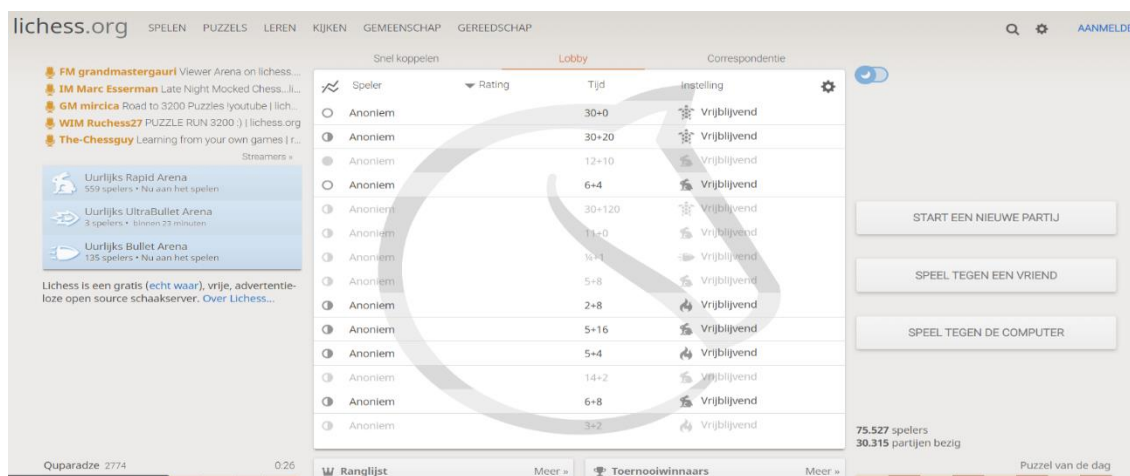 lichess.org SPELEN PUZZELS LEREN KIJKEN GEMEENSCHAP GEREEDSCHAP AANMELDE
FM grandmastergauri Viewer Arena on lichess....
IM Marc Esserman Late Night Mocked Chess...li...
GM mircica Road to 3200 Puzzles !youtube | lich...
WIM Ruchess27 PUZZLE RUN 3200 :) | lichess.org
The-Chessguy Learning from your own games | r...
Streamers »
Uurlijks Rapid Arena
559 spelers • Nu aan het spelen
Uurlijks UltraBullet Arena
3 spelers • binnen 23 minuten
Uurlijks Bullet Arena
135 spelers • Nu aan het spelen
Lichess is een gratis (echt waar), vrije, advertentie-
loze open source schaakserver. Over Lichess...
Quparadze 2774 0:26
Snel koppelen Lobby Correspondentie
Speler Rating Tijd Instelling
Anoniem 30+0 Vrijblijvend
Anoniem 30+20 Vrijblijvend
Anoniem 12+10 Vrijblijvend
Anoniem 6+4 Vrijblijvend
Anoniem 30+120 Vrijblijvend
Anoniem 11+0 Vrijblijvend
Anoniem Vrijblijvend
Anoniem 5+8 Vrijblijvend
Anoniem 2+8 Vrijblijvend
Anoniem 5+16 Vrijblijvend
Anoniem 5+4 Vrijblijvend
Anoniem 14+2 Vrijblijvend
Anoniem 6+8 Vrijblijvend
Anoniem 3+2 Vrijblijvend
Ranglijst Meer »
Toernooiwinnaars Meer »
START EEN NIEUWE PARTIJ
SPEEL TEGEN EEN VRIEND
SPEEL TEGEN DE COMPUTER
75.527 spelers
30.315 partijen bezig
Puzzel van de dag